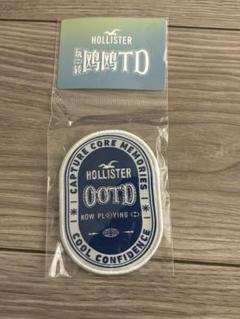 HOLLISTER
鸥鸥TD
CAPTURE CORE MEMORIES
HOLLISTER
OOTD
NOW PLAYING
COOL CONFIDENCE